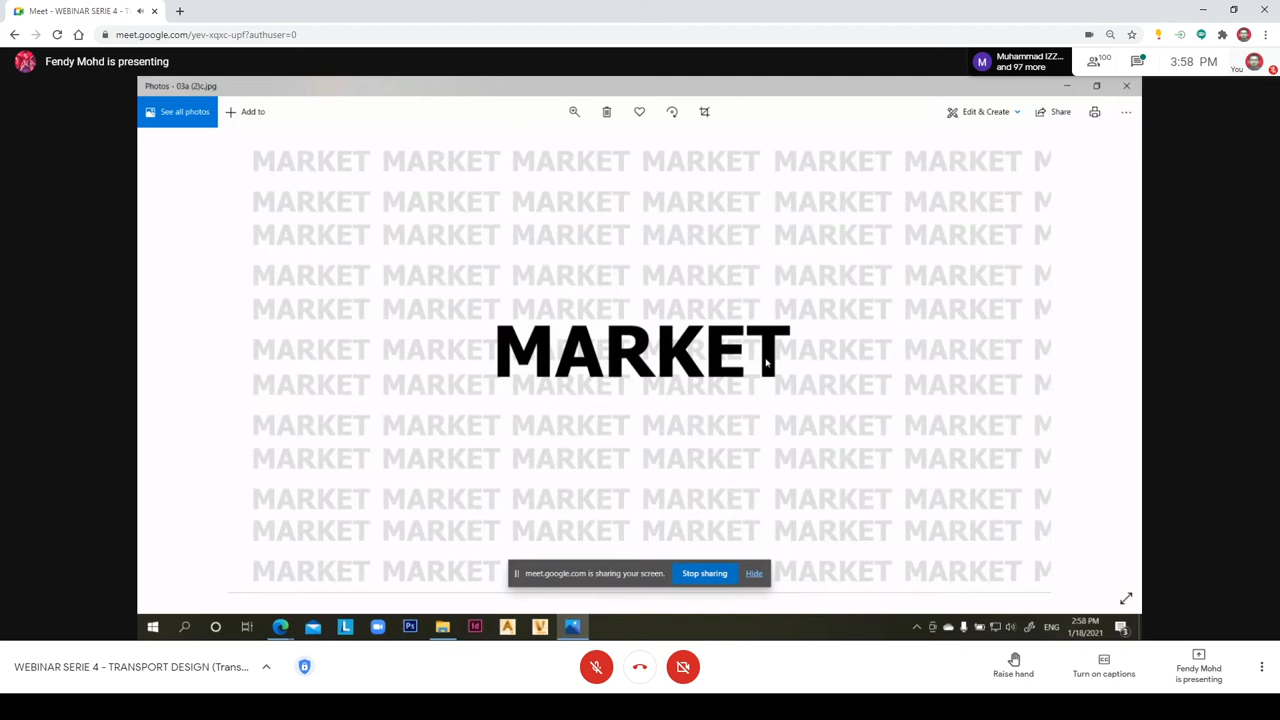 Meet - WEBINAR SERIE 4 - T
meet.google.com/yev-xqxc-upf?authuser=0
Fendy Mohd is presenting
Muhammad IZZ...
and 97 more
100
3:58 PM
You
Photos - 03a (2)c.jpg
See all photos
Add to
Edit & Create
Share
MARKET MARKET MARKET MARKET MARKET MARKET M
MARKET MARKET MARKET MARKET MARKET MARKET M
MARKET MARKET MARKET MARKET MARKET MARKET M
MARKET MARKET MARKET MARKET MARKET MARKET M
MARKET MARKET MARKET MARKET MARKET MARKET M
MARKET MARKET MARKET MARKET M
MARKET
MARKET MARKET MARKET MARKET MARKET MARKET M
MARKET MARKET MARKET MARKET MARKET MARKET M
MARKET MARKET MARKET MARKET MARKET MARKET M
MARKET MARKET MARKET MARKET MARKET MARKET M
MARKET MARKET MARKET MARKET MARKET MARKET M
MARKET MARKET MARKET MARKET M
meet.google.com is sharing your screen. Stop sharing Hide
Ps
Id
ENG
2:58 PM
1/18/2021
3
WEBINAR SERIE 4 - TRANSPORT DESIGN (Trans...
Raise hand
Turn on captions
Fendy Mohd
is presenting